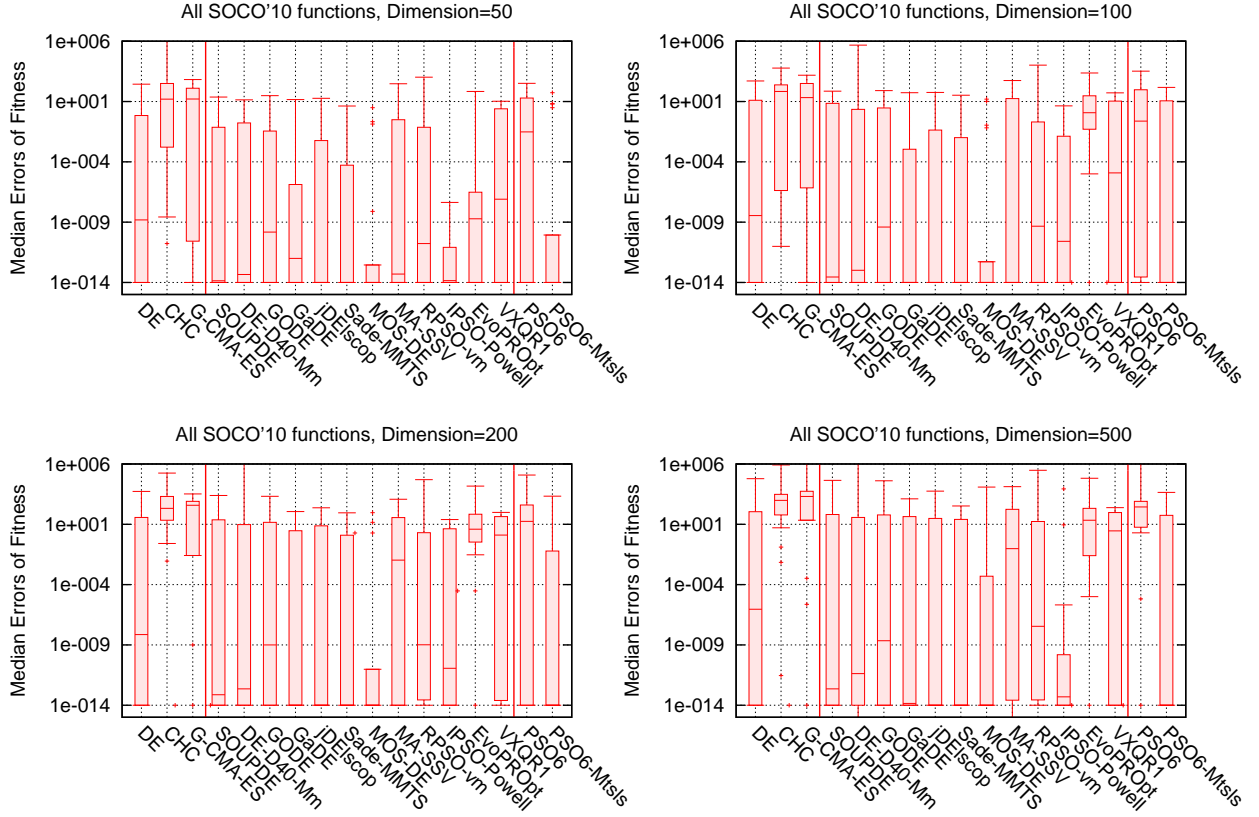 All SOCO'10 functions, Dimension=50
Median Errors of Fitness
1e+006
1e+001
1e-004
1e-009
1e-014
DE
CHC
G-CMA-ES
SOUPDE
DE-D40-Mm
GODE
GaDE
jDElscop
Sade-MMTS
MOS-DE
MA-SSV
RPSO-vm
IPSO-Powell
EvoPROpt
VXQR1
PSO6
PSO6-Mtsls
All SOCO'10 functions, Dimension=100
Median Errors of Fitness
1e+006
1e+001
1e-004
1e-009
1e-014
DE
CHC
G-CMA-ES
SOUPDE
DE-D40-Mm
GODE
GaDE
jDElscop
Sade-MMTS
MOS-DE
MA-SSV
RPSO-vm
IPSO-Powell
EvoPROpt
VXQR1
PSO6
PSO6-Mtsls
All SOCO'10 functions, Dimension=200
Median Errors of Fitness
1e+006
1e+001
1e-004
1e-009
1e-014
DE
CHC
G-CMA-ES
SOUPDE
DE-D40-Mm
GODE
GaDE
jDElscop
Sade-MMTS
MOS-DE
MA-SSV
RPSO-vm
IPSO-Powell
EvoPROpt
VXQR1
PSO6
PSO6-Mtsls
All SOCO'10 functions, Dimension=500
Median Errors of Fitness
1e+006
1e+001
1e-004
1e-009
1e-014
DE
CHC
G-CMA-ES
SOUPDE
DE-D40-Mm
GODE
GaDE
jDElscop
Sade-MMTS
MOS-DE
MA-SSV
RPSO-vm
IPSO-Powell
EvoPROpt
VXQR1
PSO6
PSO6-Mtsls